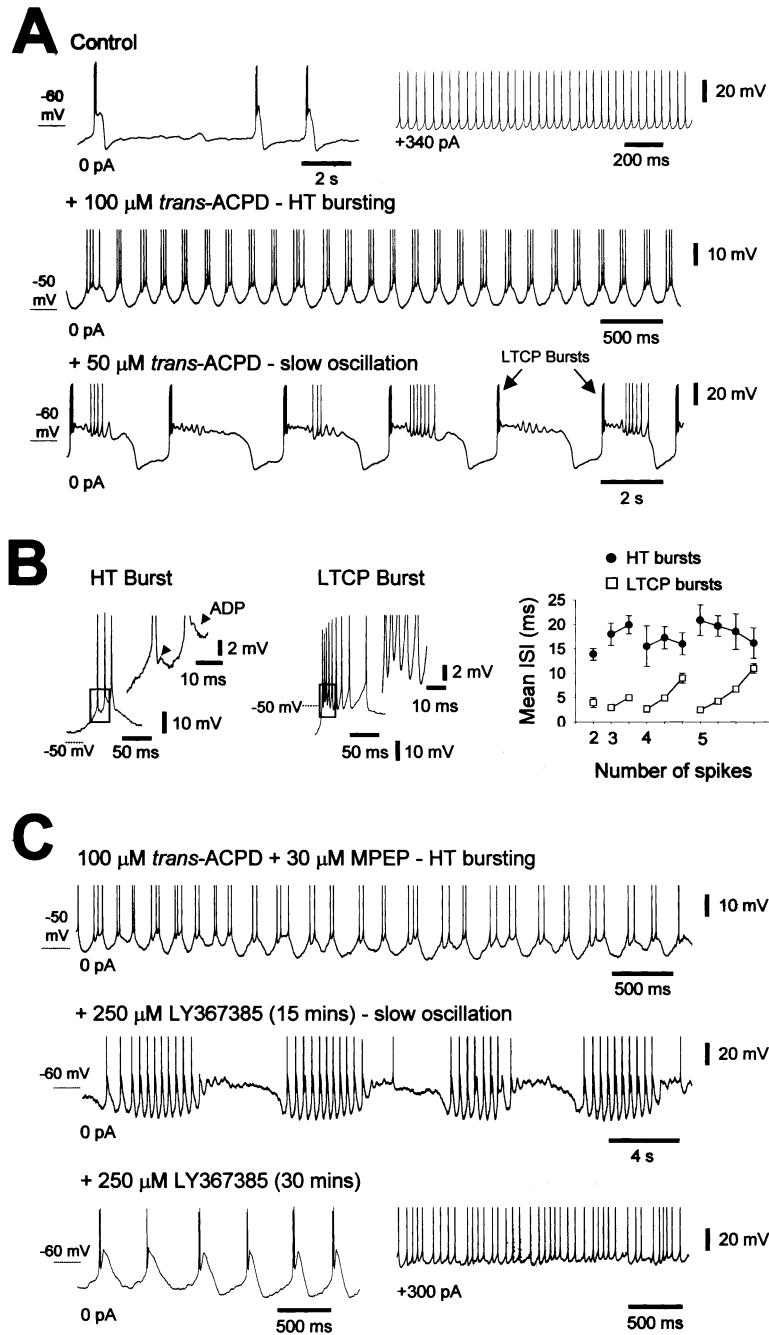 A
Control
-60
mV
0 pA
2 s
+340 pA
200 ms
20 mV
+ 100 μM trans-ACPD - HT bursting
-50
mV
0 pA
10 mV
500 ms
+ 50 μM trans-ACPD - slow oscillation
LTCP Bursts
-60
mV
0 pA
20 mV
2 s
B
HT Burst
ADP
2 mV
10 ms
10 mV
-50 mV
50 ms
LTCP Burst
2 mV
10 ms
-50 mV
50 ms
10 mV
HT bursts
LTCP bursts
Mean ISI (ms)
25
20
15
10
5
0
2 3 4 5
Number of spikes
C
100 μM trans-ACPD + 30 μM MPEP - HT bursting
-50
mV
0 pA
10 mV
500 ms
+ 250 μM LY367385 (15 mins) - slow oscillation
-60 mV
0 pA
20 mV
4 s
+ 250 μM LY367385 (30 mins)
-60 mV
0 pA
500 ms
+300 pA
20 mV
500 ms